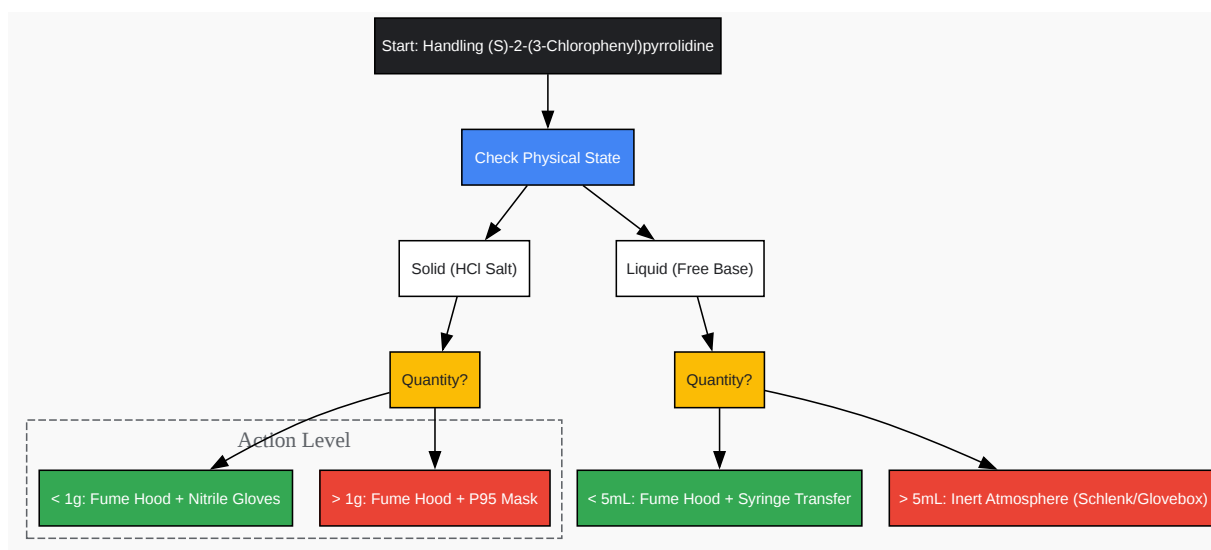 Start: Handling (S)-2-(3-Chlorophenyl)pyrrolidine
Check Physical State
Solid (HCl Salt)
Liquid (Free Base)
Quantity?
Quantity?
Action Level
< 1g: Fume Hood + Nitrile Gloves
> 1g: Fume Hood + P95 Mask
< 5mL: Fume Hood + Syringe Transfer
> 5mL: Inert Atmosphere (Schlenk/Glovebox)